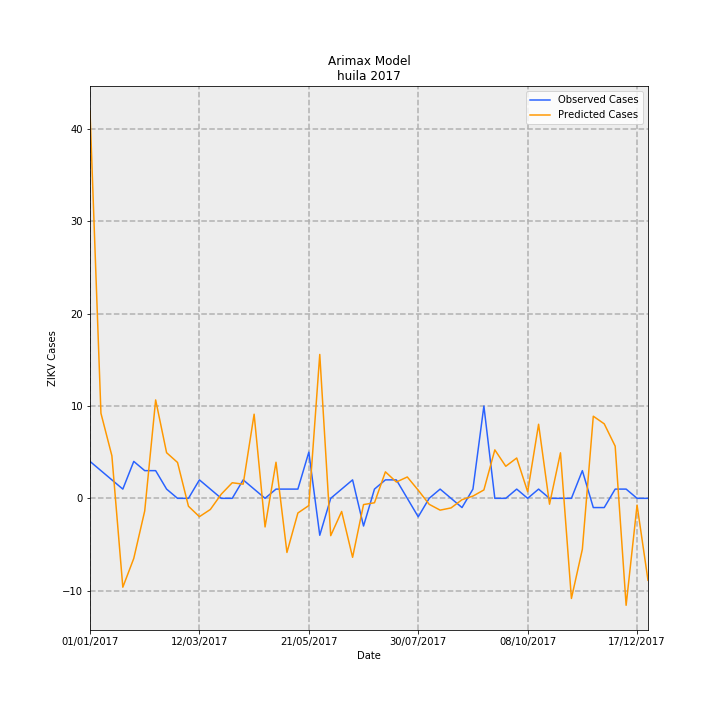 Arimax Model
huila 2017
Observed Cases
Predicted Cases
ZIKV Cases
40
30
20
10
0
−10
01/01/2017
12/03/2017
21/05/2017
30/07/2017
08/10/2017
17/12/2017
Date